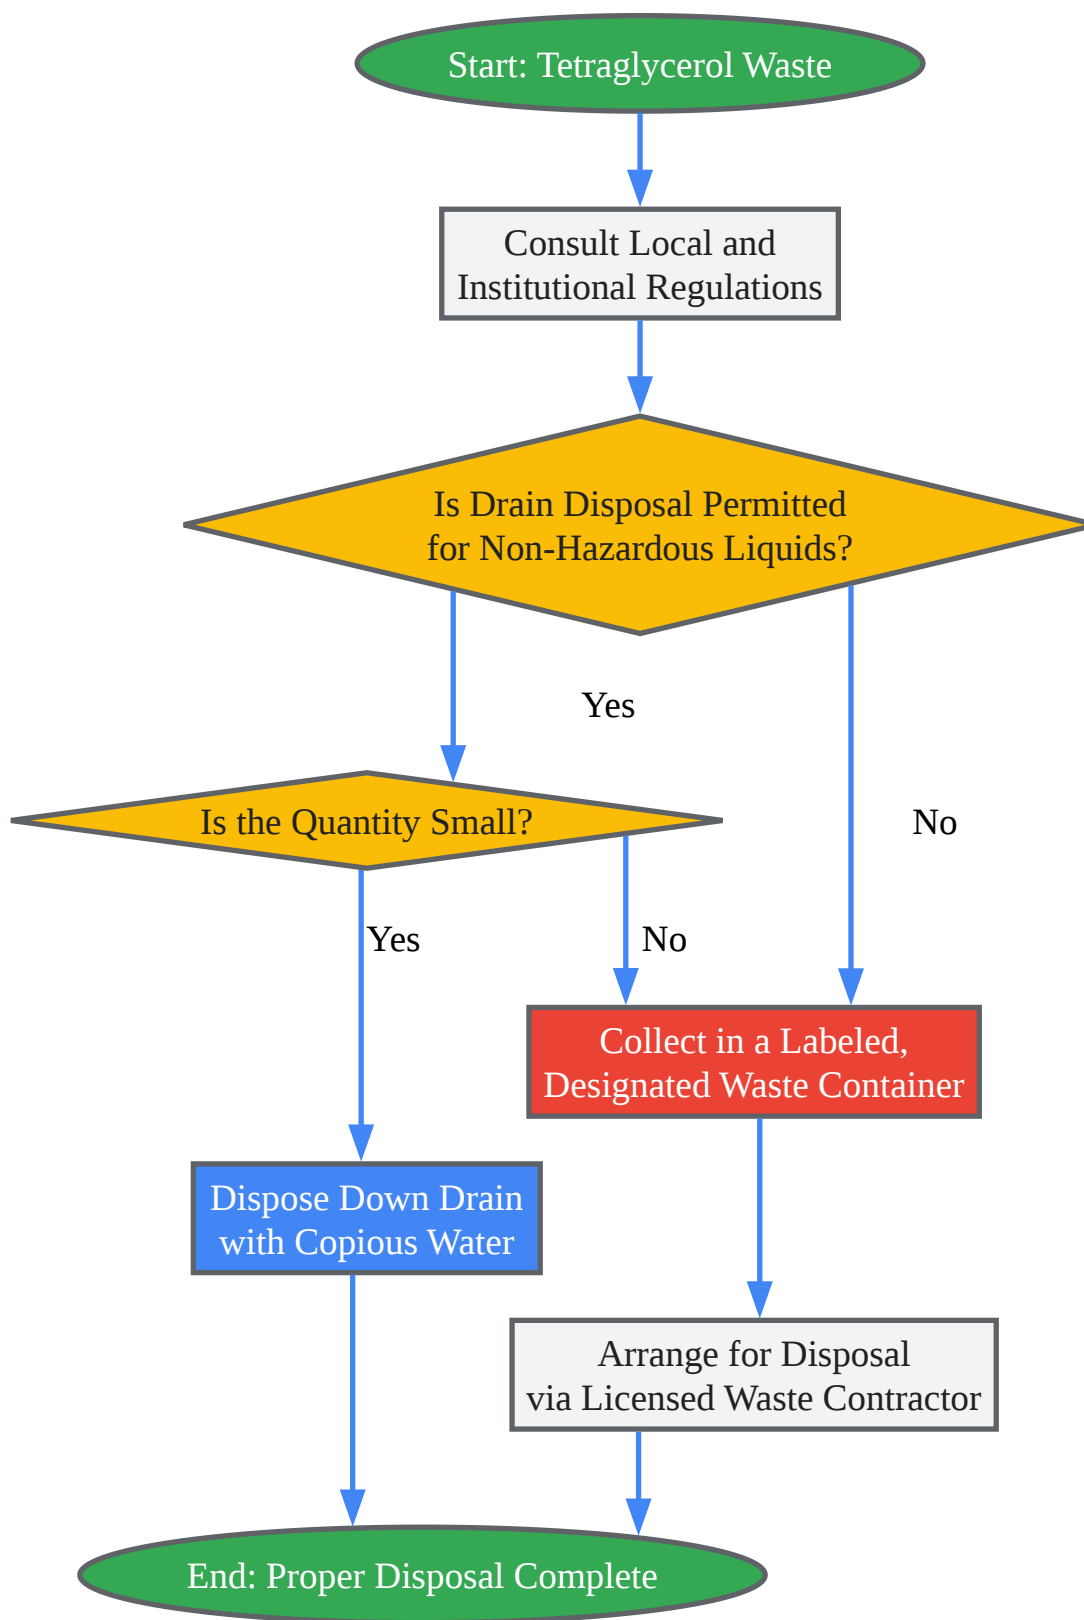 Start: Tetraglycerol Waste
Consult Local and
Institutional Regulations
Is Drain Disposal Permitted
for Non-Hazardous Liquids?
Yes
Is the Quantity Small?
No
Yes
No
Collect in a Labeled,
Designated Waste Container
Dispose Down Drain
with Copious Water
Arrange for Disposal
via Licensed Waste Contractor
End: Proper Disposal Complete